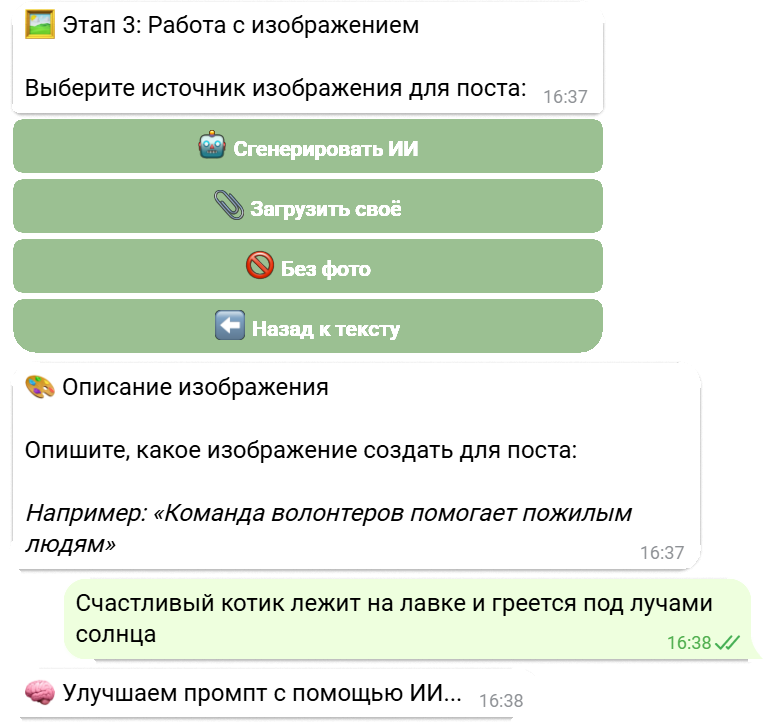 🖼️ Этап 3: Работа с изображением
Выберите источник изображения для поста:
16:37
🤖 Сгенерировать ИИ
📎 Загрузить своё
🚫 Без фото
⬅️ Назад к тексту
🎨 Описание изображения
Опишите, какое изображение создать для поста:
Например: «Команда волонтеров помогает пожилым
людям»
16:37
Счастливый котик лежит на лавке и греется под лучами
солнца
16:38
🧠 Улучшаем промпт с помощью ИИ...
16:38